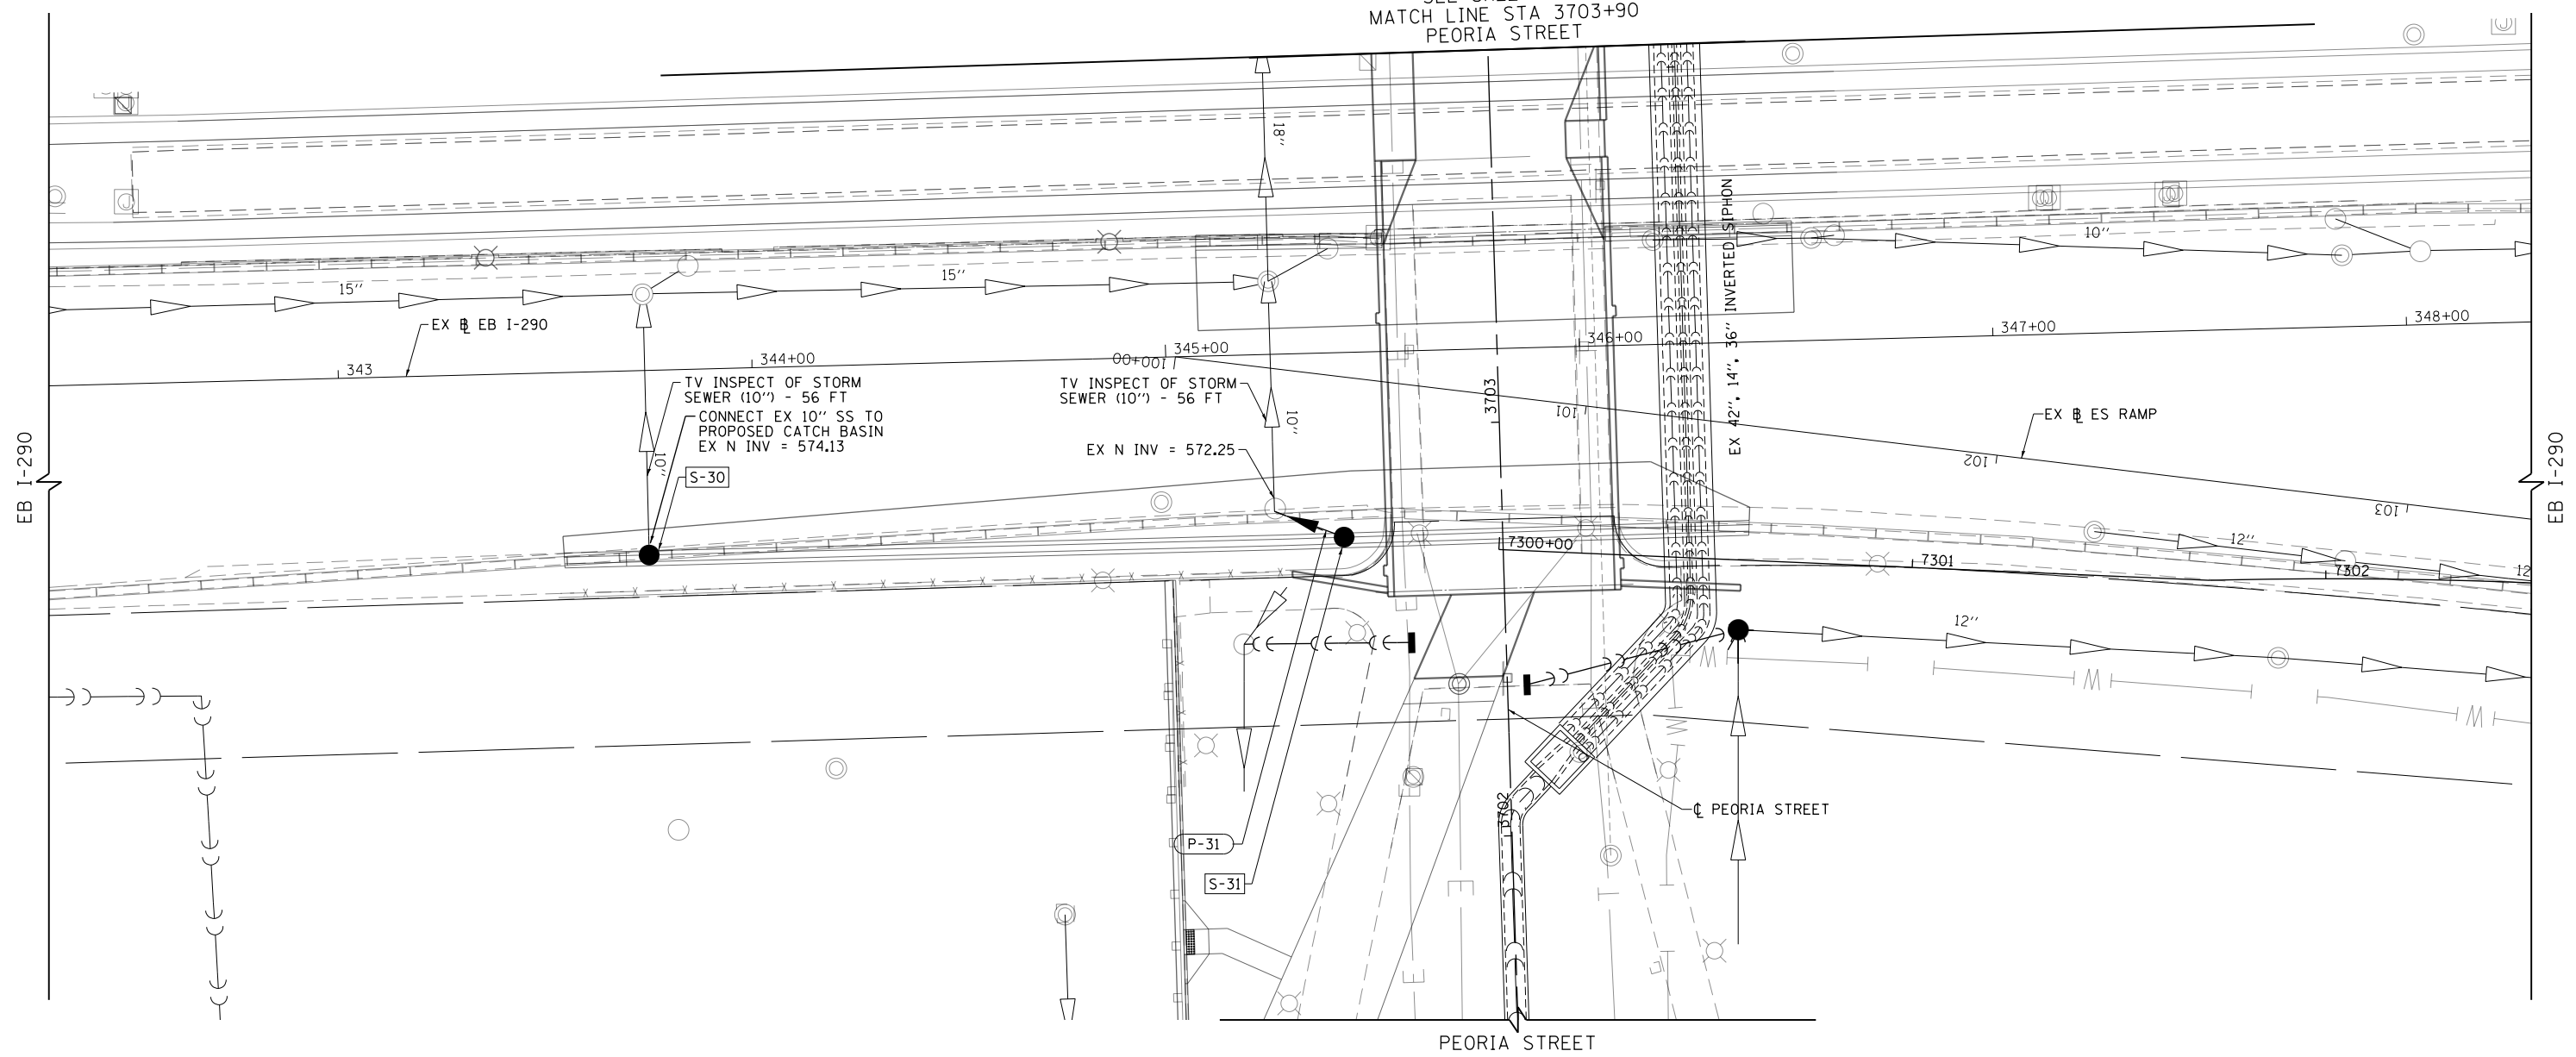 MATCH LINE STA 3703+90
PEORIA STREET
18''
EX 42'', 14'', 36'' INVERTED SIPHON
10''
15''
15''
EX ℄ EB I-290
343
344+00
345+00
346+00
347+00
348+00
100+00
101
102
103
3703
TV INSPECT OF STORM
SEWER (10'') - 56 FT
CONNECT EX 10'' SS TO
PROPOSED CATCH BASIN
EX N INV = 574.13
S-30
10''
TV INSPECT OF STORM
SEWER (10'') - 56 FT
10''
EX N INV = 572.25
EX ℄ ES RAMP
EB I-290
EB I-290
7300+00
7301
7302
12''
12
12''
W
W
W
W
℄ PEORIA STREET
3702
P-31
S-31
E
E
E
T
PEORIA STREET